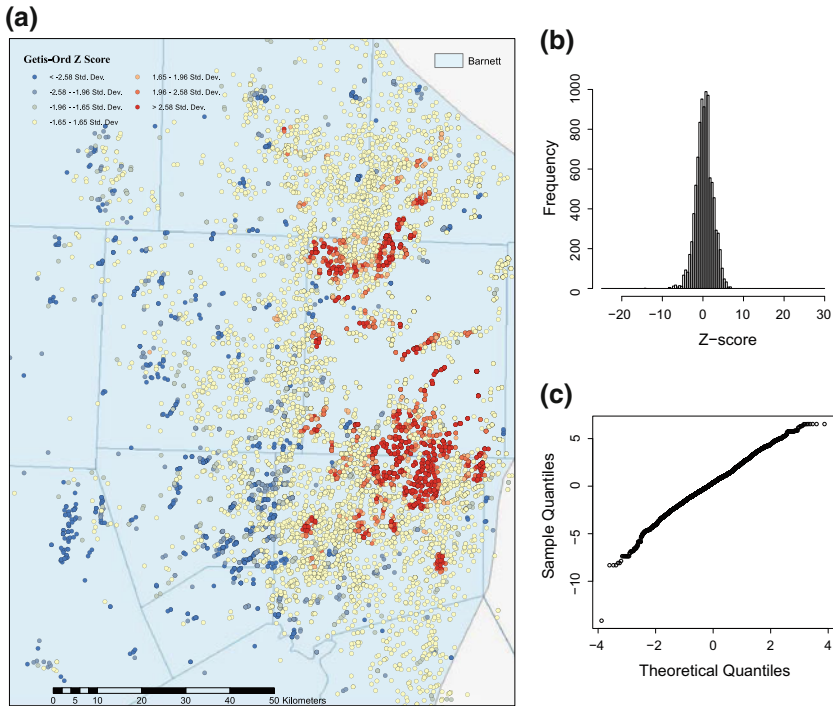 (a)
Getis-Ord Z Score
< -2.58 Std. Dev.
-2.58 - -1.96 Std. Dev.
-1.96 - -1.65 Std. Dev.
-1.65 - 1.65 Std. Dev
1.65 - 1.96 Std. Dev.
1.96 - 2.58 Std. Dev.
> 2.58 Std. Dev.
Barnett
0 5 10 20 30 40 50 Kilometers
(b)
Frequency
0 200 400 600 800 1000
-20 -10 0 10 20 30
Z-score
(c)
Sample Quantiles
-10 -5 0 5
-4 -2 0 2 4
Theoretical Quantiles